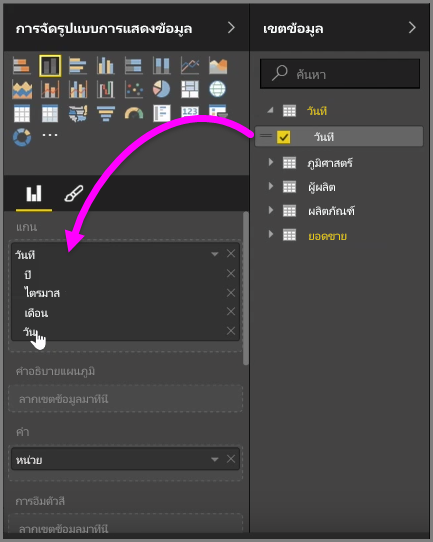 การจัดรูปแบบการแสดงข้อมูล
123
แกน
วันที่
ปี
ไตรมาส
เดือน
วัน
คำอธิบายแผนภูมิ
ลากเขตข้อมูลมาที่นี่
ค่า
หน่วย
การอิ่มตัวสี
ลากเขตข้อมูลมาที่นี่
เขตข้อมูล
ค้นหา
วันที่
วันที่
ภูมิศาสตร์
ผู้ผลิต
ผลิตภัณฑ์
ยอดขาย